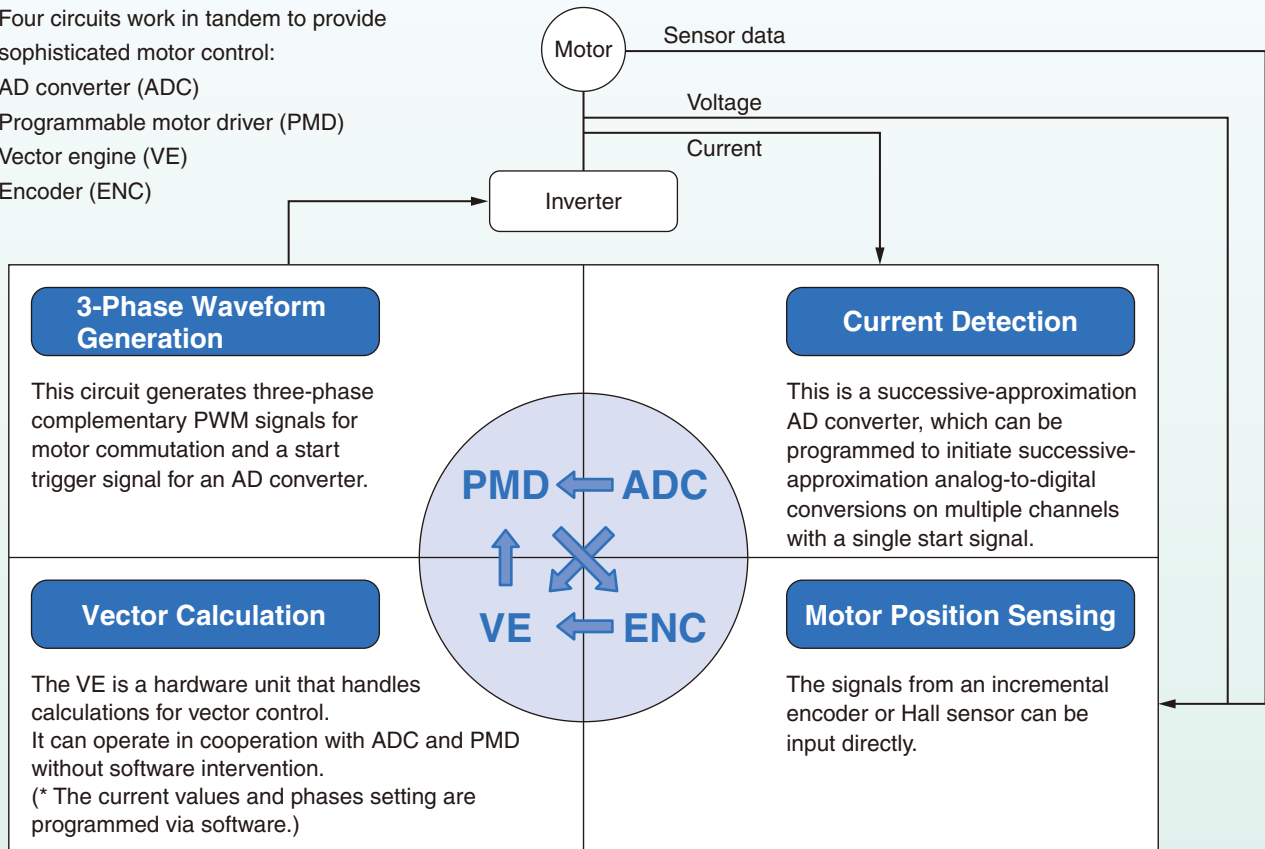 Four circuits work in tandem to provide
sophisticated motor control:
AD converter (ADC)
Programmable motor driver (PMD)
Vector engine (VE)
Encoder (ENC)
Motor
Sensor data
Voltage
Current
Inverter
3-Phase Waveform
Generation
This circuit generates three-phase
complementary PWM signals for
motor commutation and a start
trigger signal for an AD converter.
Current Detection
This is a successive-approximation
AD converter, which can be
programmed to initiate successive-
approximation analog-to-digital
conversions on multiple channels
with a single start signal.
PMD
ADC
VE
ENC
Vector Calculation
The VE is a hardware unit that handles
calculations for vector control.
It can operate in cooperation with ADC and PMD
without software intervention.
(* The current values and phases setting are
programmed via software.)
Motor Position Sensing
The signals from an incremental
encoder or Hall sensor can be
input directly.